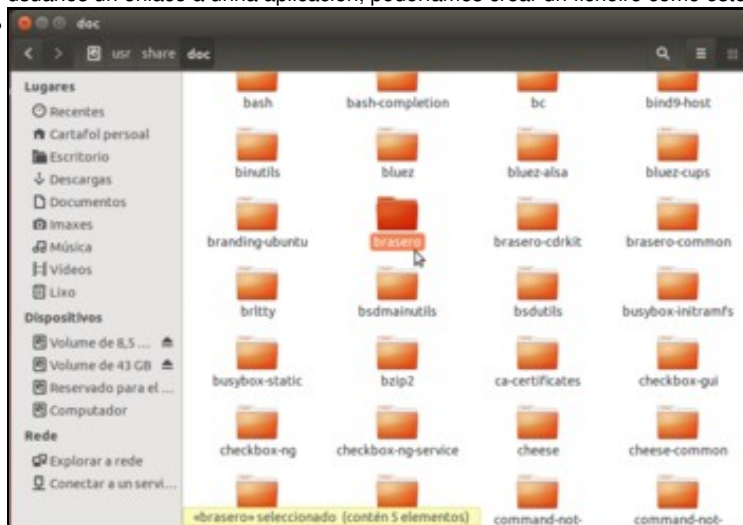 usuarios un enlace a unha aplicación, poderíamos crear un ficheiro como este
doc
usr share doc
Lugares
Recentes
Cartafol persoal
Escritorio
Descargas
Documentos
Imaxes
Música
Vídeos
Lixo
Dispositivos
Volume de 8,5 ...
Volume de 43 GB
Reservado para el ...
Computador
Rede
Explorar a rede
Conectar a un servi...
bash bash-completion bc bind9-host
binutils bluez bluez-alsa bluez-cups
branding-ubuntu brasero brasero-cdrkit brasero-common
brltty bsdmainutils bsdutils busybox-initramfs
busybox-static bzip2 ca-certificates checkbox-gui
checkbox-ng checkbox-ng-service cheese cheese-common
«brasero» seleccionado (contén 5 elementos) command-not- command-not-